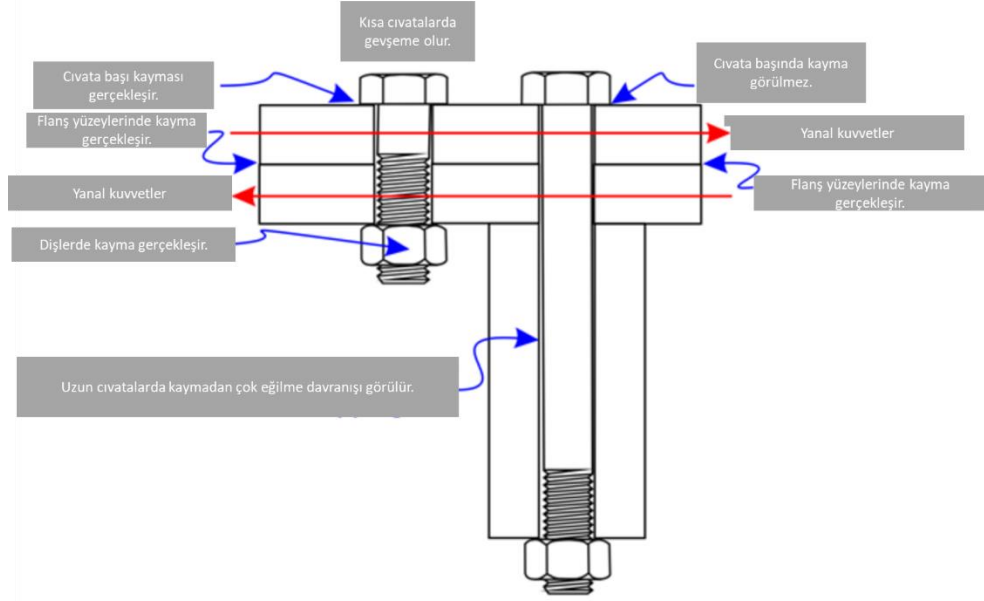 Kısa cıvatalarda
gevşeme olur.
Cıvata başı kayması
gerçekleşir.
Cıvata başında kayma
görülmez.
Flanş yüzeylerinde kayma
gerçekleşir.
Yanal kuvvetler
Yanal kuvvetler
Flanş yüzeylerinde kayma
gerçekleşir.
Dişlerde kayma gerçekleşir.
Uzun cıvatalarda kaymadan çok eğilme davranışı görülür.